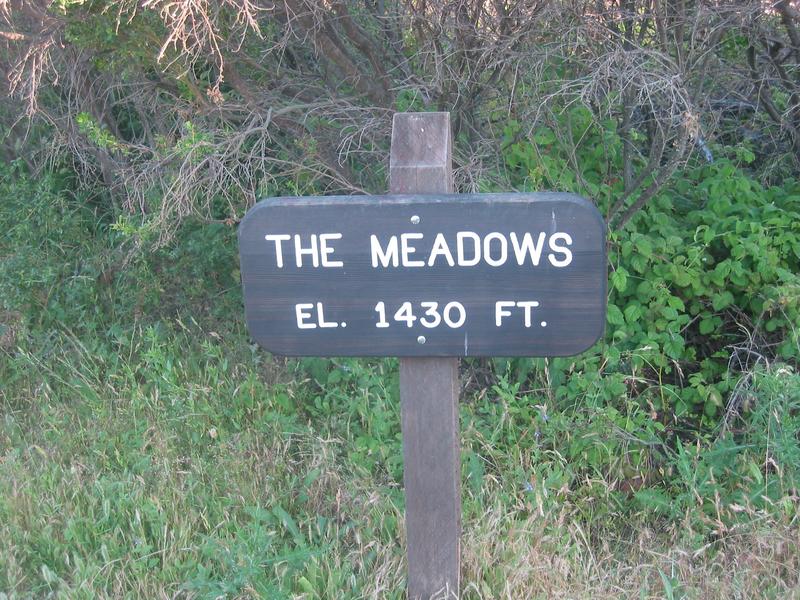 THE MEADOWS
EL. 1430 FT.